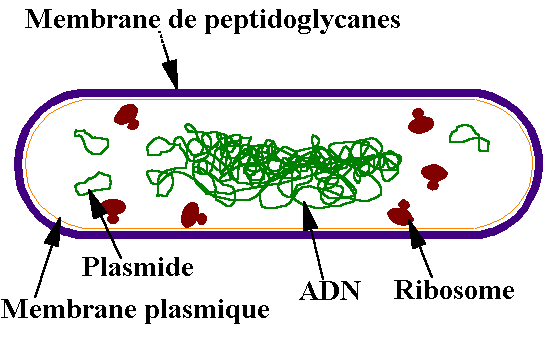 Membrane de peptidoglycanes
Plasmide
ADN
Ribosome
Membrane plasmique